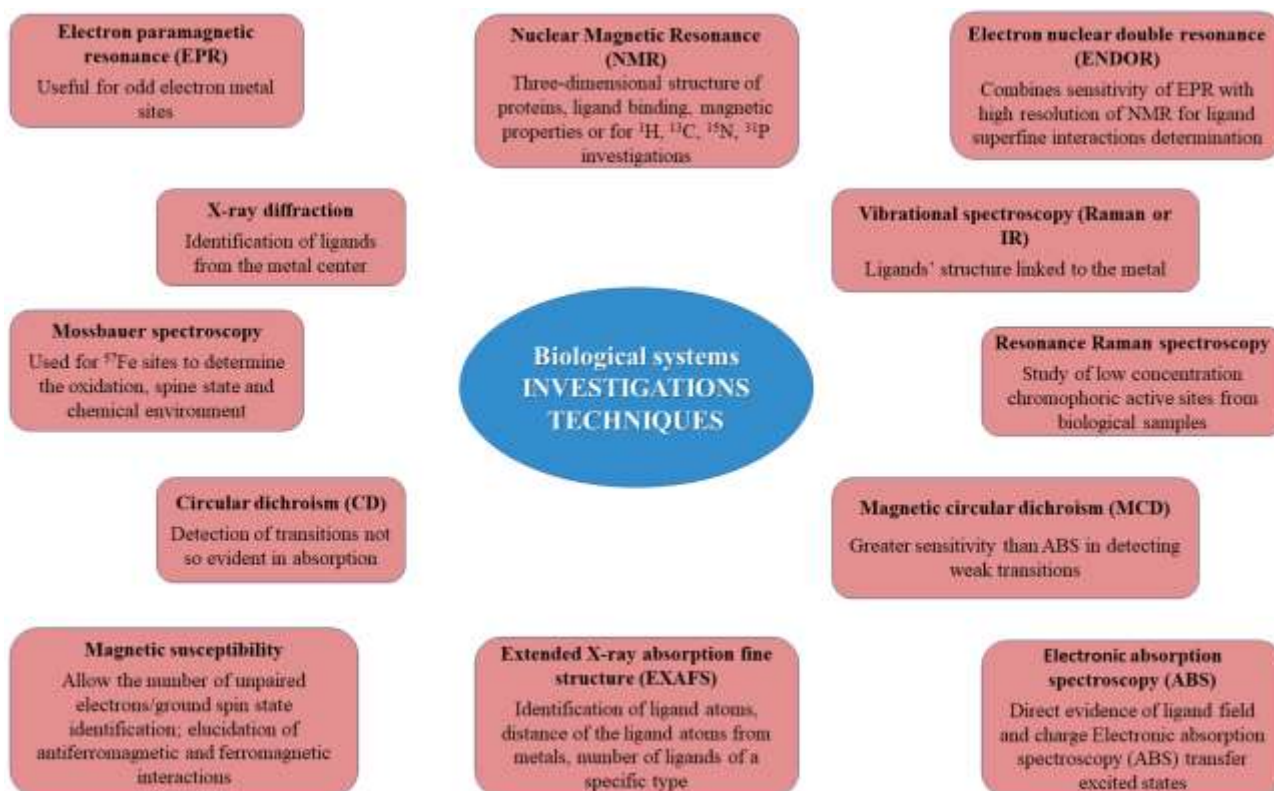 Electron paramagnetic
resonance (EPR)
Useful for odd electron metal
sites
Nuclear Magnetic Resonance
(NMR)
Three-dimensional structure of
proteins, ligand binding, magnetic
properties or for ¹H, ¹³C, ¹⁵N, ³¹P
investigations
Electron nuclear double resonance
(ENDOR)
Combines sensitivity of EPR with
high resolution of NMR for ligand
superfine interactions determination
X-ray diffraction
Identification of ligands
from the metal center
Vibrational spectroscopy (Raman or
IR)
Ligands’ structure linked to the metal
Mossbauer spectroscopy
Used for ⁵⁷Fe sites to determine
the oxidation, spine state and
chemical environment
Biological systems
INVESTIGATIONS
TECHNIQUES
Resonance Raman spectroscopy
Study of low concentration
chromophoric active sites from
biological samples
Circular dichroism (CD)
Detection of transitions not
so evident in absorption
Magnetic circular dichroism (MCD)
Greater sensitivity than ABS in detecting
weak transitions
Magnetic susceptibility
Allow the number of unpaired
electrons/ground spin state
identification; elucidation of
antiferromagnetic and ferromagnetic
interactions
Extended X-ray absorption fine
structure (EXAFS)
Identification of ligand atoms,
distance of the ligand atoms from
metals, number of ligands of a
specific type
Electronic absorption
spectroscopy (ABS)
Direct evidence of ligand field
and charge Electronic absorption
spectroscopy (ABS) transfer
excited states